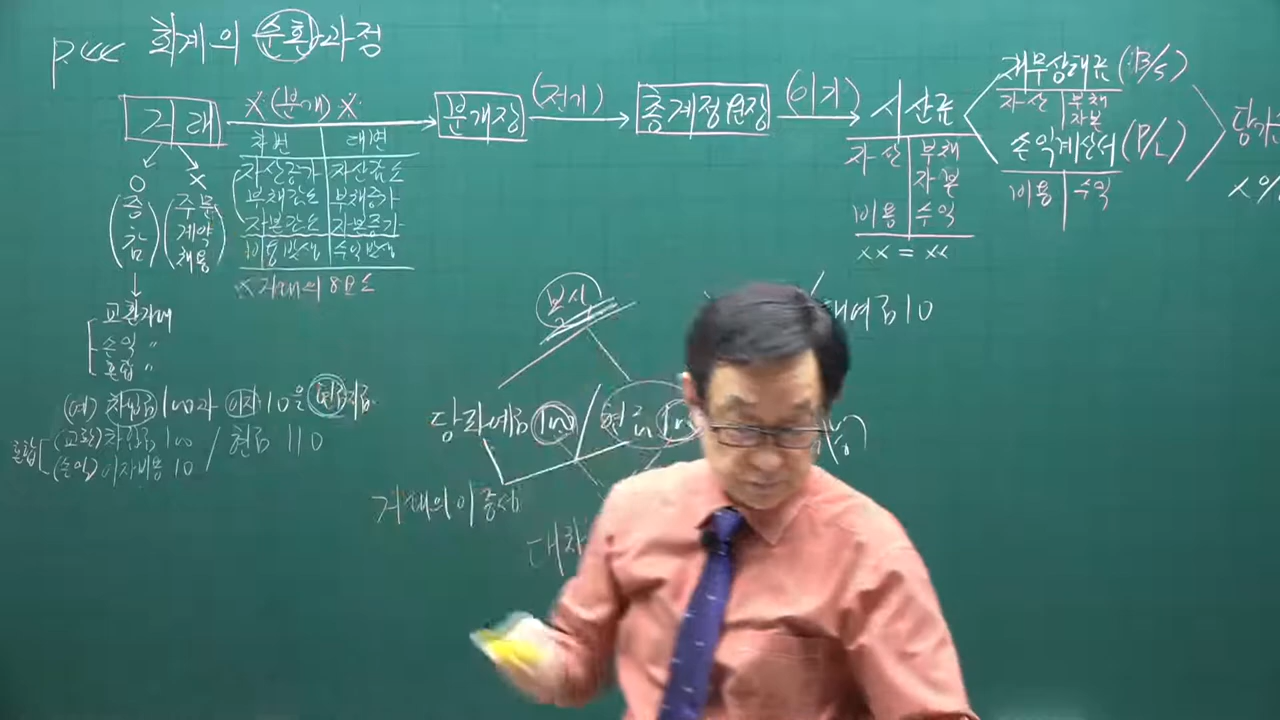 P.<< 회계의 순환과정
거래 ※(분개)※ 분개장 (전기) 총계정원장 (이기) 시산표
재무상태표 (B/S)
자산 부채
자본
손익계산서 (P/L)
비용 수익
차변 대변
자산증가 자산감소
부채감소 부채증가
자본감소 자본증가
비용발생 수익발생
※ 거래의 8요소
자산 부채
자본
비용 수익
×× = ××
O ×
(증 감) (주문 계약 채용)
교환거래
손익 〃
혼합 〃
(예) 차입금 100과 이자 10을 현금지급
혼합 (교환) 차입금 100 / 현금 110
(손익) 이자비용 10
분식
당좌예금 100 / 현금 100
거래의 이중성
대차
10